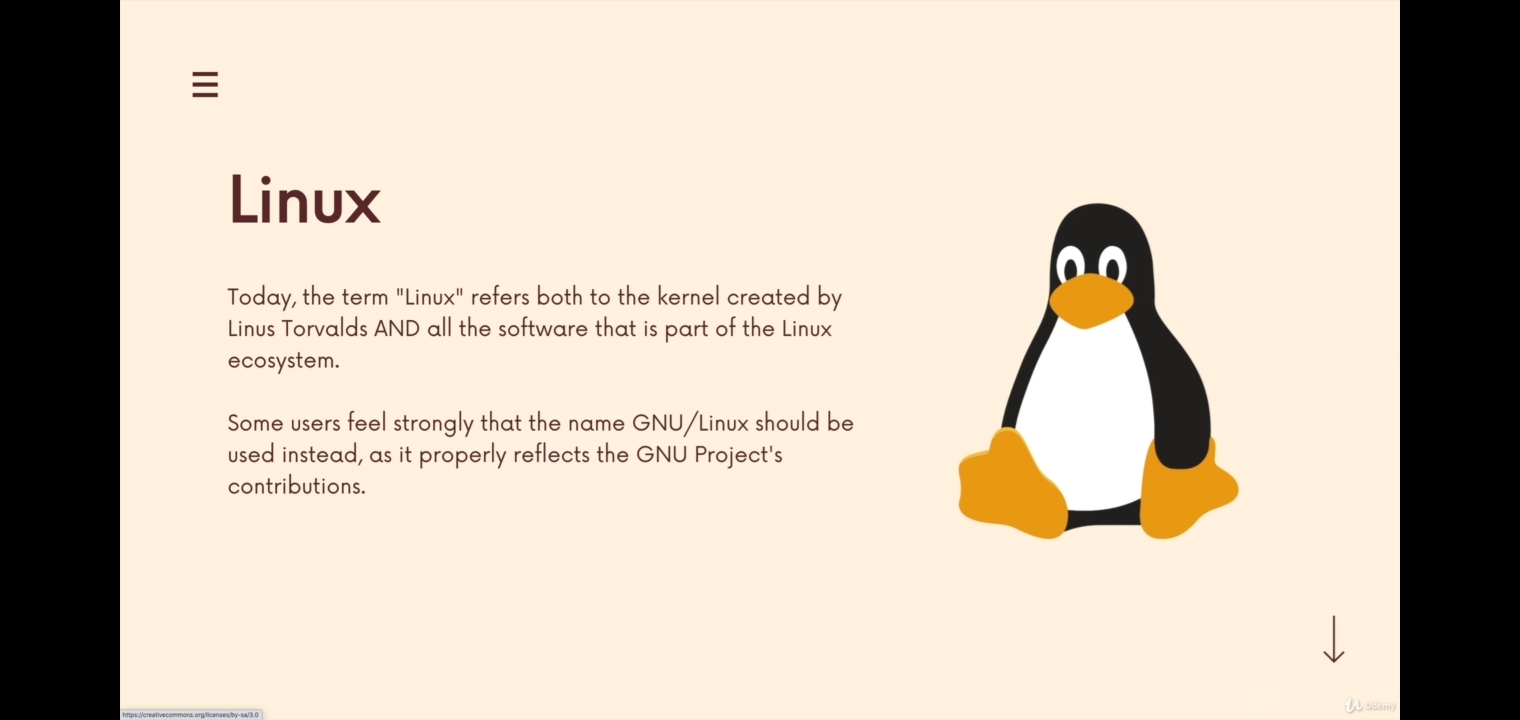 Linux
Today, the term "Linux" refers both to the kernel created by
Linus Torvalds AND all the software that is part of the Linux
ecosystem.
Some users feel strongly that the name GNU/Linux should be
used instead, as it properly reflects the GNU Project's
contributions.
https://creativecommons.org/licenses/by-sa/3.0
Udemy